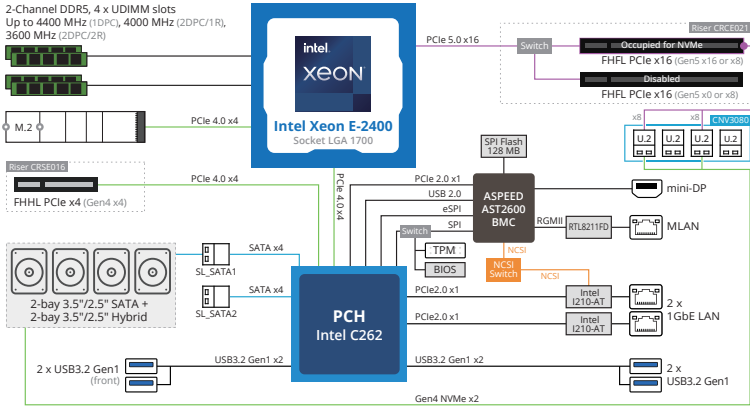 2-Channel DDR5, 4 x UDIMM slots
Up to 4400 MHz (1DPC), 4000 MHz (2DPC/1R),
3600 MHz (2DPC/2R)
intel.
xeon
Intel Xeon E-2400
Socket LGA 1700
PCIe 5.0 x16
Switch
Riser CRCE021
Occupied for NVMe
FHFL PCIe x16 (Gen5 x16 or x8)
Disabled
FHFL PCIe x16 (Gen5 x0 or x8)
M.2
PCIe 4.0 x4
x8
x8
CNV3080
U.2
U.2
U.2
U.2
SPI Flash
128 MB
Riser CRSE016
FHHL PCIe x4 (Gen4 x4)
PCIe 4.0 x4
PCIe 4.0 x4
PCIe 2.0 x1
USB 2.0
eSPI
SPI
Switch
TPM
BIOS
ASPEED
AST2600
BMC
mini-DP
RGMII
RTL8211FD
MLAN
NCSI
NCSI
Switch
NCSI
2-bay 3.5"/2.5" SATA +
2-bay 3.5"/2.5" Hybrid
SL_SATA1
SATA x4
SL_SATA2
SATA x4
PCH
Intel C262
PCIe2.0 x1
Intel
I210-AT
PCIe2.0 x1
Intel
I210-AT
2 x
1GbE LAN
2 x USB3.2 Gen1
(front)
USB3.2 Gen1 x2
USB3.2 Gen1 x2
2 x
USB3.2 Gen1
Gen4 NVMe x2